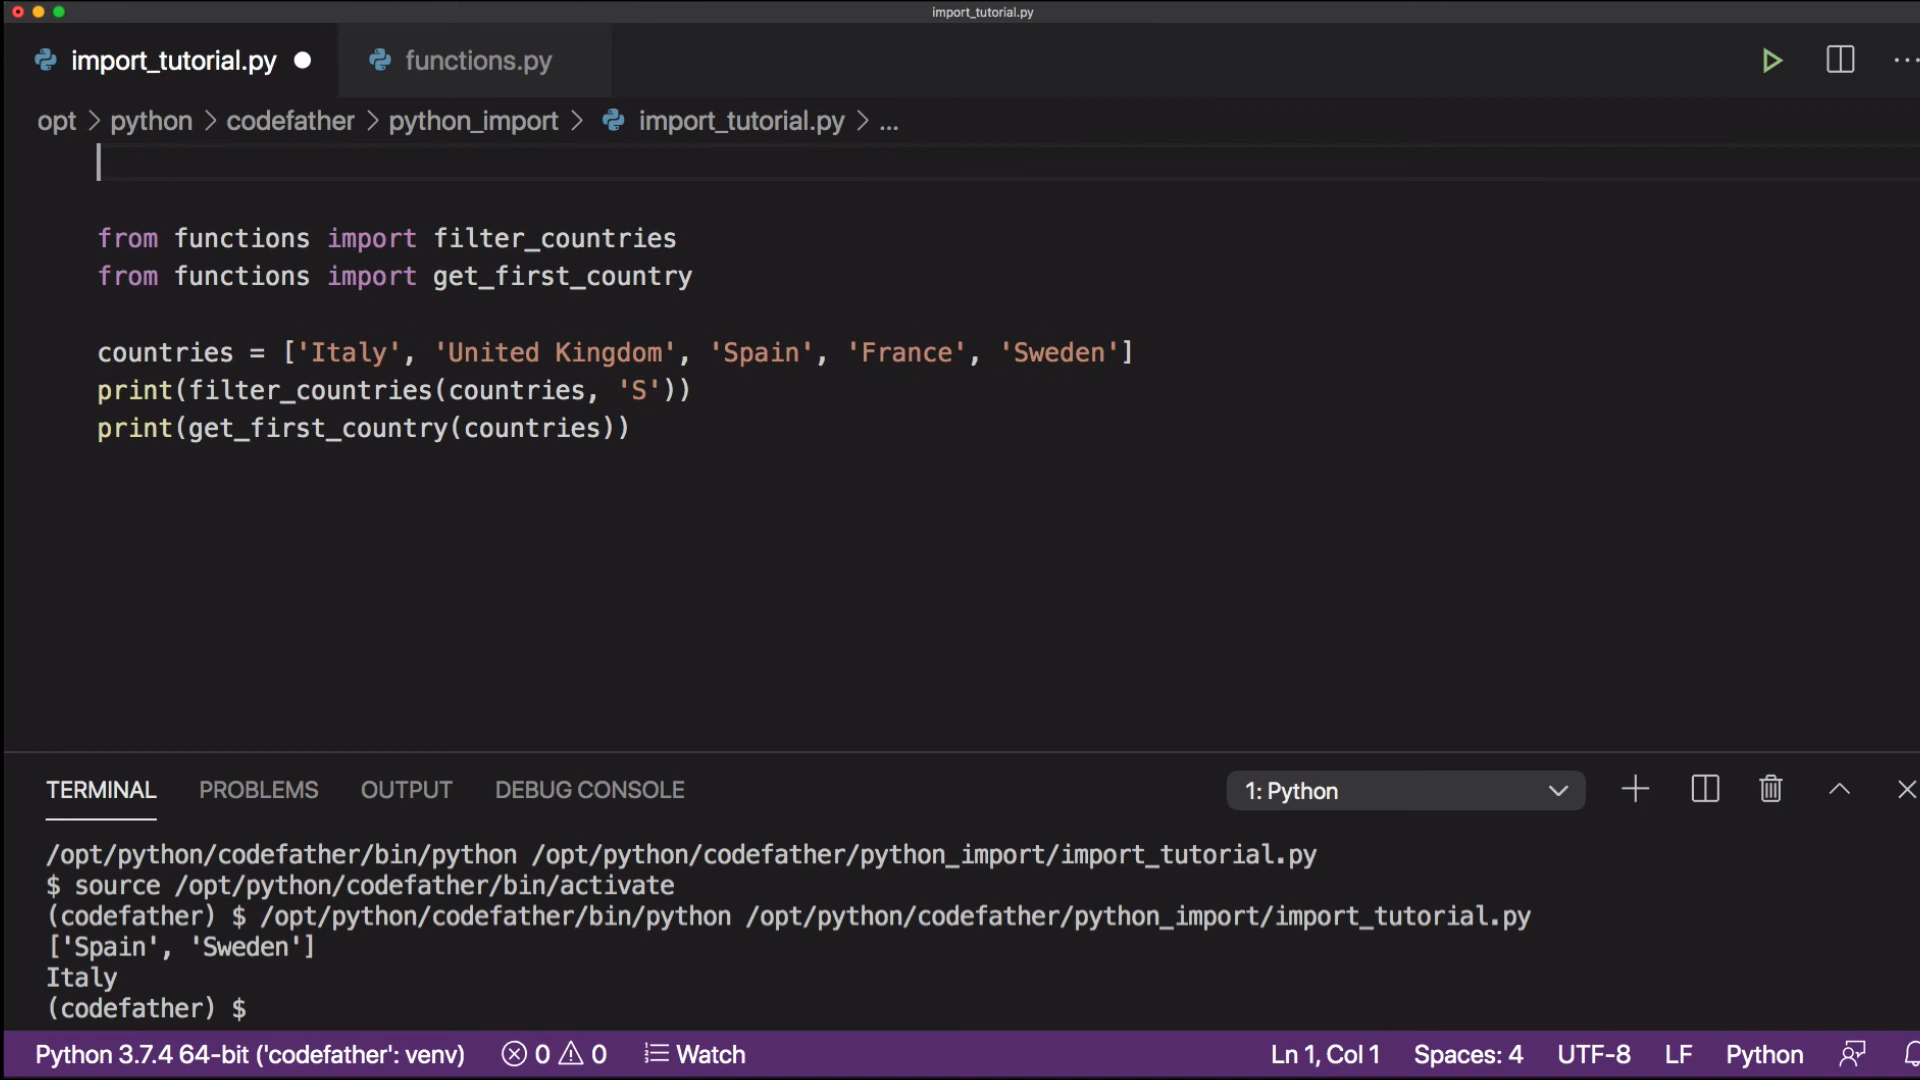 import_tutorial.py
import_tutorial.py functions.py
opt > python > codefather > python_import > import_tutorial.py > ...
from functions import filter_countries
from functions import get_first_country
countries = ['Italy', 'United Kingdom', 'Spain', 'France', 'Sweden']
print(filter_countries(countries, 'S'))
print(get_first_country(countries))
TERMINAL PROBLEMS OUTPUT DEBUG CONSOLE 1: Python
/opt/python/codefather/bin/python /opt/python/codefather/python_import/import_tutorial.py
$ source /opt/python/codefather/bin/activate
(codefather) $ /opt/python/codefather/bin/python /opt/python/codefather/python_import/import_tutorial.py
['Spain', 'Sweden']
Italy
(codefather) $
Python 3.7.4 64-bit ('codefather': venv) 0 0 Watch Ln 1, Col 1 Spaces: 4 UTF-8 LF Python